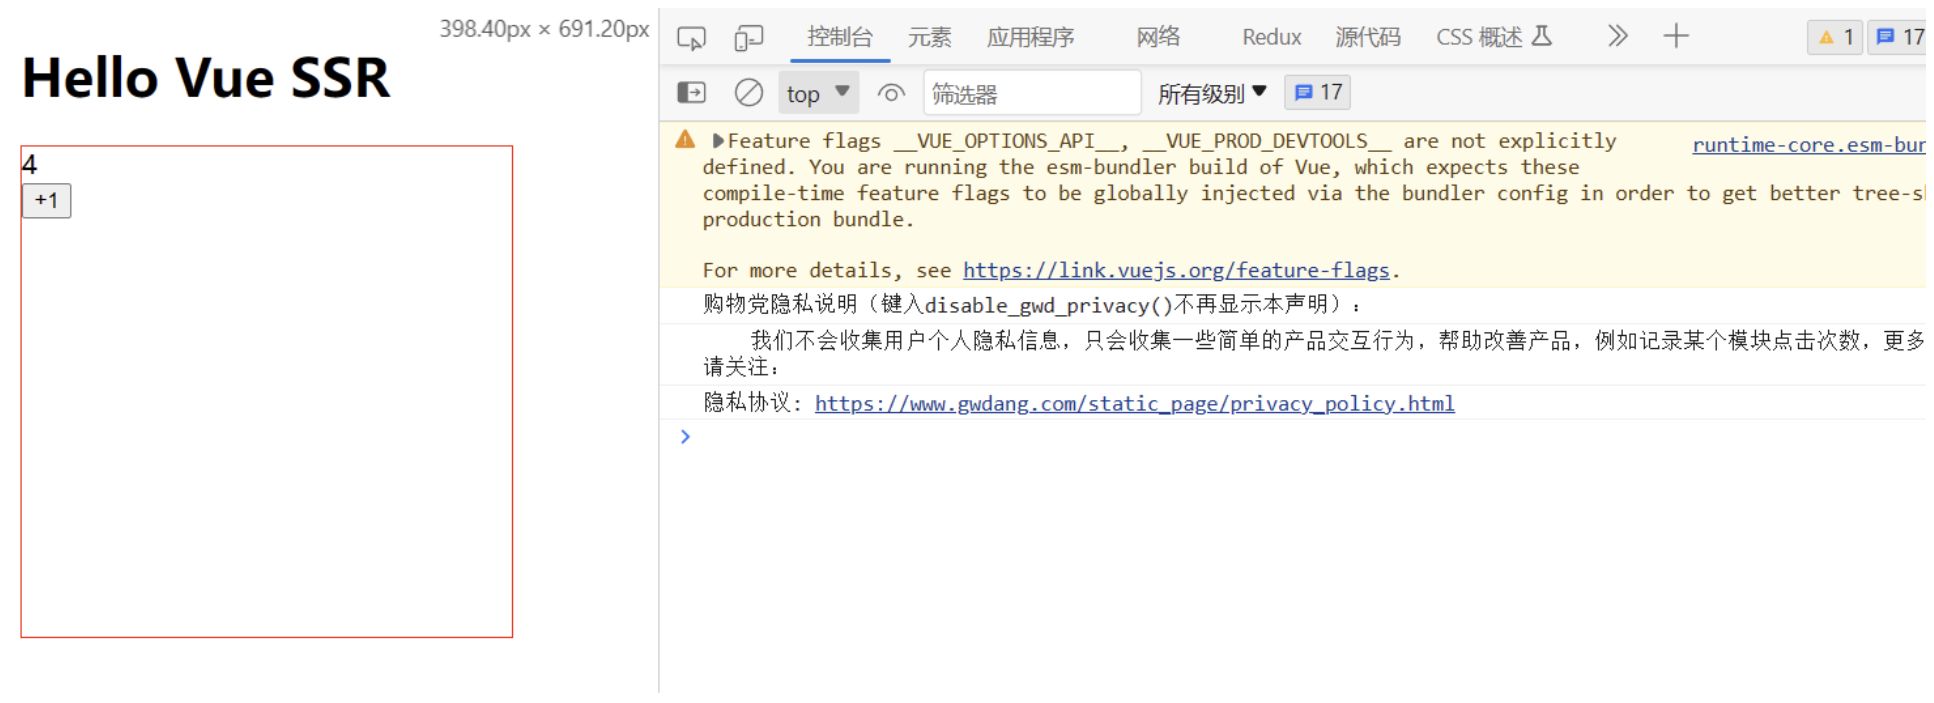 398.40px × 691.20px
Hello Vue SSR
4
+1
控制台 元素 应用程序 网络 Redux 源代码 CSS 概述 1 17
top 筛选器 所有级别 17
Feature flags __VUE_OPTIONS_API__, __VUE_PROD_DEVTOOLS__ are not explicitly runtime-core.esm-bun
defined. You are running the esm-bundler build of Vue, which expects these
compile-time feature flags to be globally injected via the bundler config in order to get better tree-s
production bundle.
For more details, see https://link.vuejs.org/feature-flags.
购物党隐私说明（键入disable_gwd_privacy()不再显示本声明）：
我们不会收集用户个人隐私信息，只会收集一些简单的产品交互行为，帮助改善产品，例如记录某个模块点击次数，更多
请关注：
隐私协议: https://www.gwdang.com/static_page/privacy_policy.html